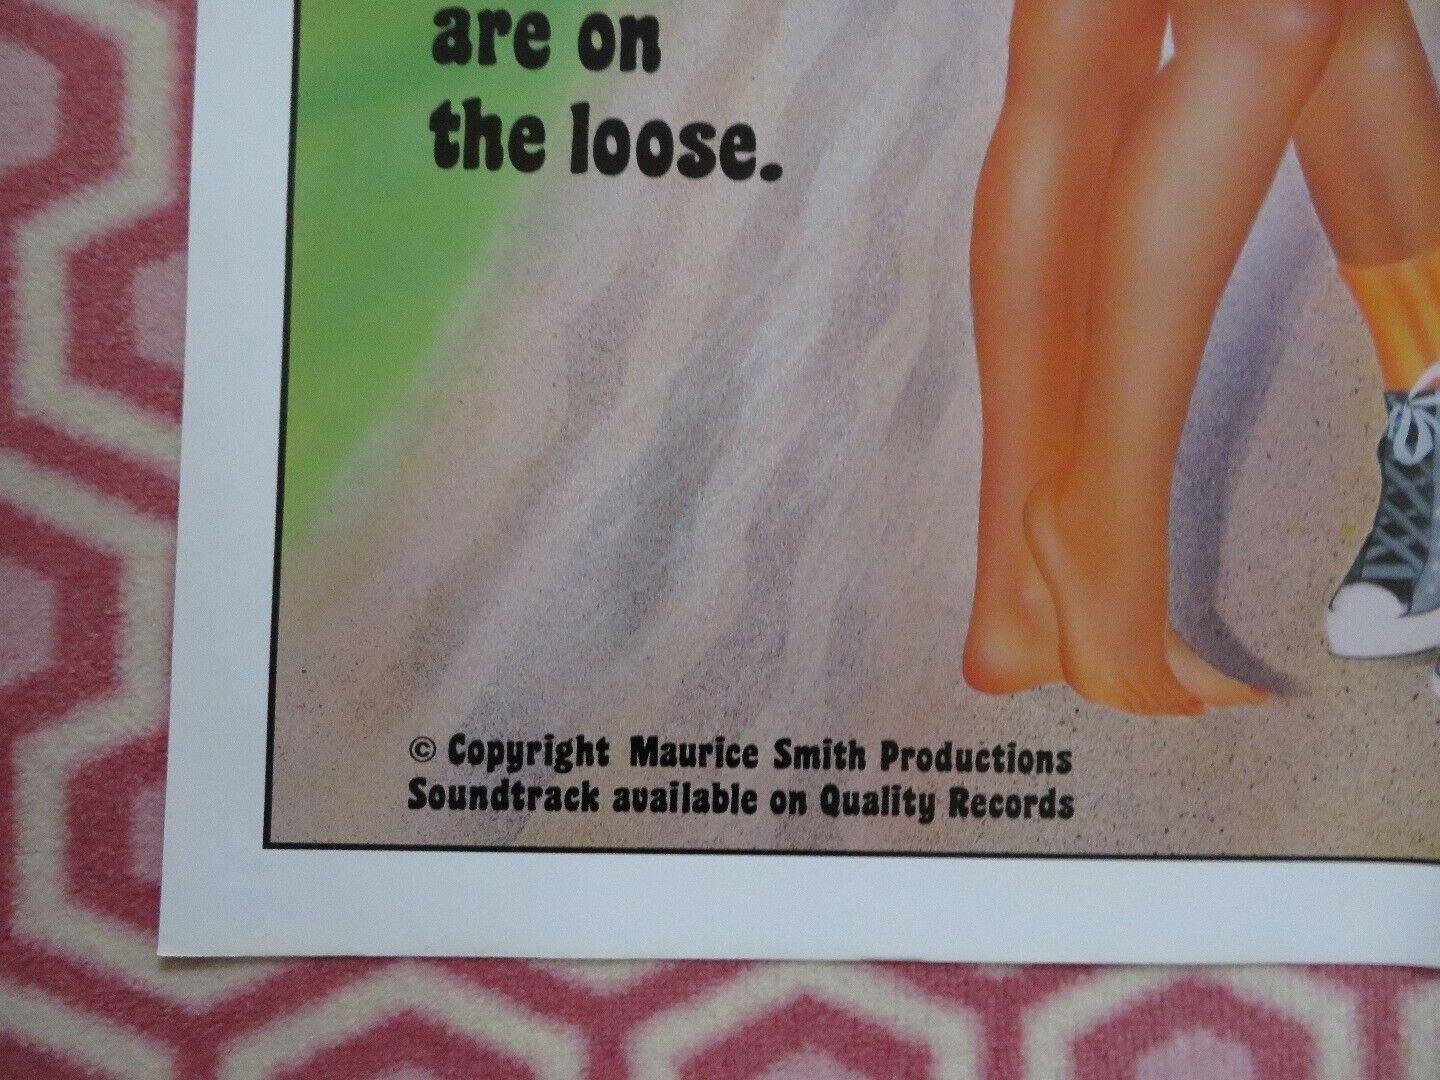 are on
the loose.
© Copyright Maurice Smith Productions
Soundtrack available on Quality Records